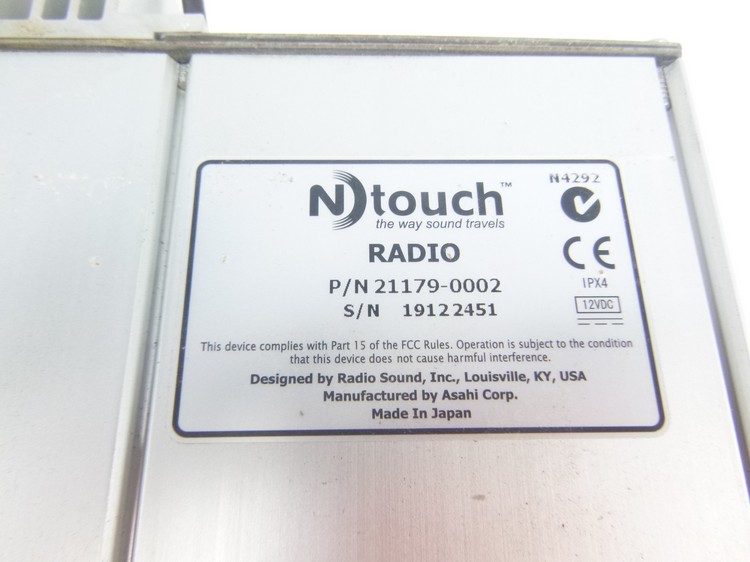 N)touch™
the way sound travels
N4292
RADIO
P/N 21179-0002
S/N 19122451
CE
IPX4
12VDC
This device complies with Part 15 of the FCC Rules. Operation is subject to the condition
that this device does not cause harmful interference.
Designed by Radio Sound, Inc., Louisville, KY, USA
Manufactured by Asahi Corp.
Made In Japan